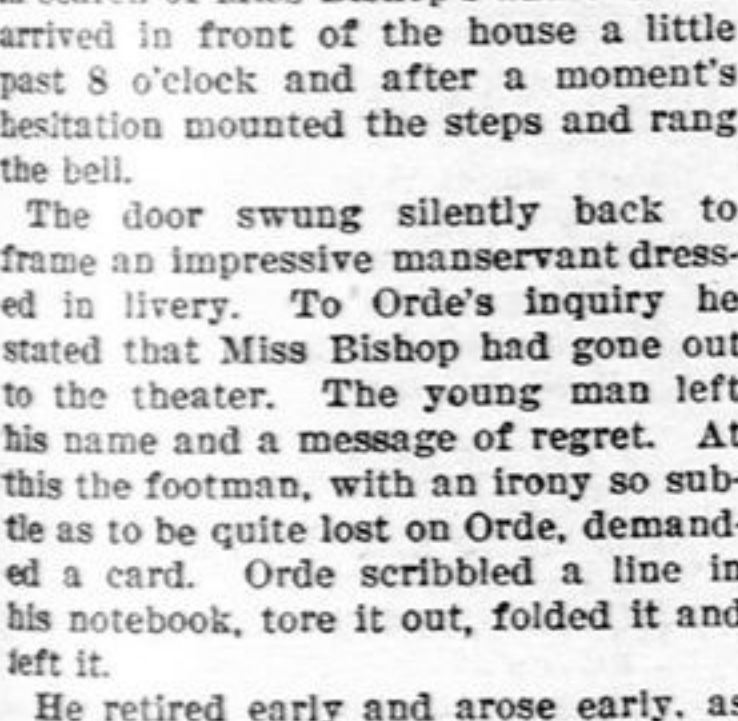 arrived in front of the house a little
past 8 o'clock and after a moment's
hesitation mounted the steps and rang
the bell.
The door swung silently back to
frame an impressive manservant dress-
ed in livery. To Orde's inquiry he
stated that Miss Bishop had gone out
to the theater. The young man left
his name and a message of regret. At
this the footman, with an irony so sub-
tle as to be quite lost on Orde, demand-
ed a card. Orde scribbled a line in
his notebook, tore it out, folded it and
left it.
He retired early and arose early, as